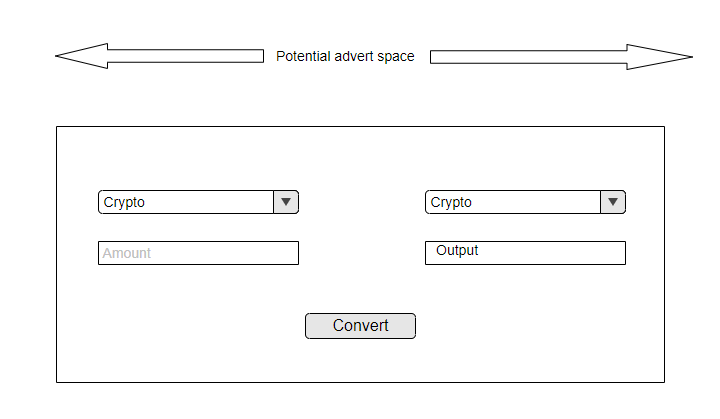 Potential advert space
Crypto
Crypto
Amount
Output
Convert